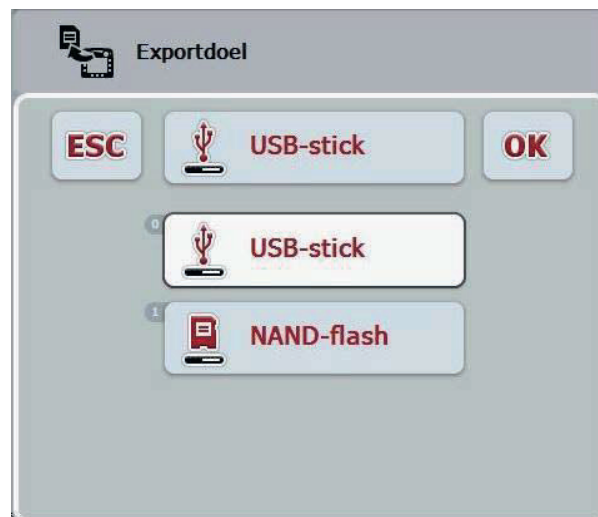 Exportdoel
ESC
USB-stick
OK
0
USB-stick
1
NAND-flash